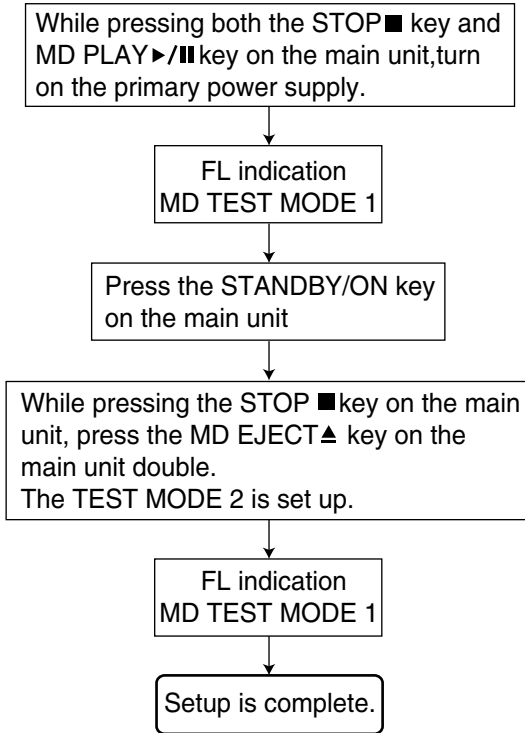 While pressing both the STOP■ key and
MD PLAY►/II key on the main unit,turn
on the primary power supply.
FL indication
MD TEST MODE 1
Press the STANDBY/ON key
on the main unit
While pressing the STOP ■key on the main
unit, press the MD EJECT⏏ key on the
main unit double.
The TEST MODE 2 is set up.
FL indication
MD TEST MODE 1
Setup is complete.